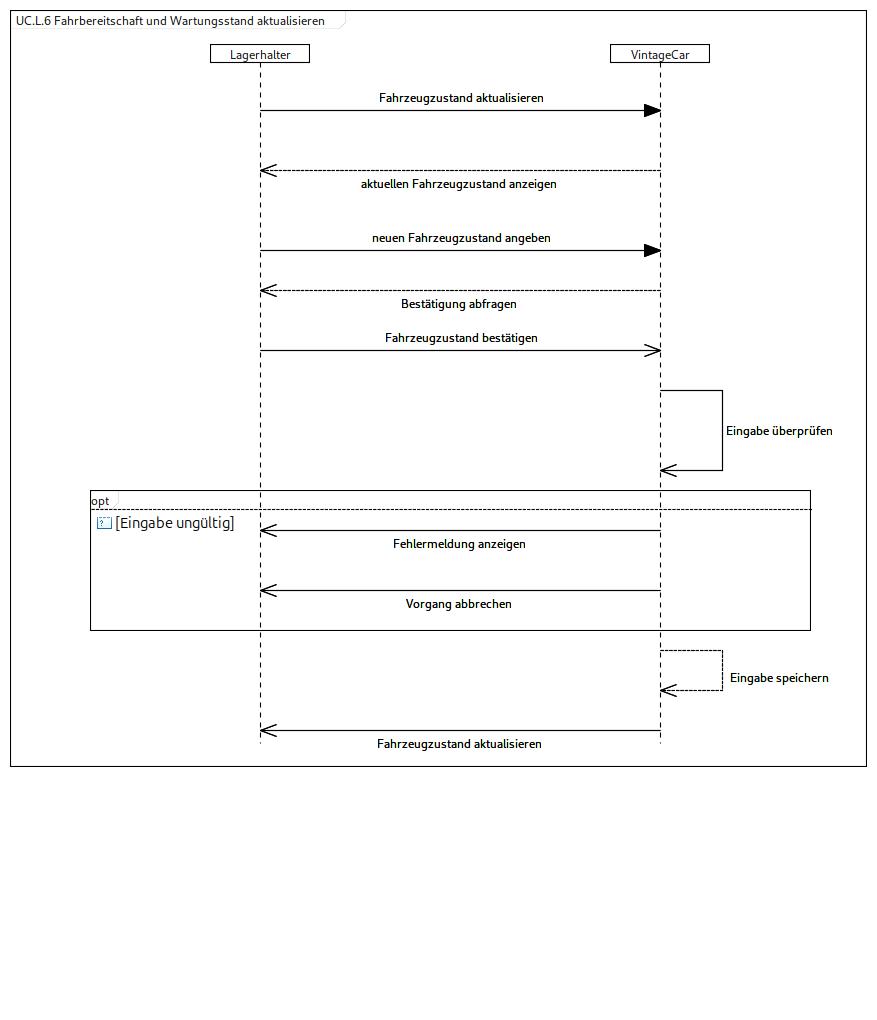 UC.L.6 Fahrbereitschaft und Wartungsstand aktualisieren
Lagerhalter
VintageCar
Fahrzeugzustand aktualisieren
aktuellen Fahrzeugzustand anzeigen
neuen Fahrzeugzustand angeben
Bestätigung abfragen
Fahrzeugzustand bestätigen
Eingabe überprüfen
opt
[Eingabe ungültig]
Fehlermeldung anzeigen
Vorgang abbrechen
Eingabe speichern
Fahrzeugzustand aktualisieren